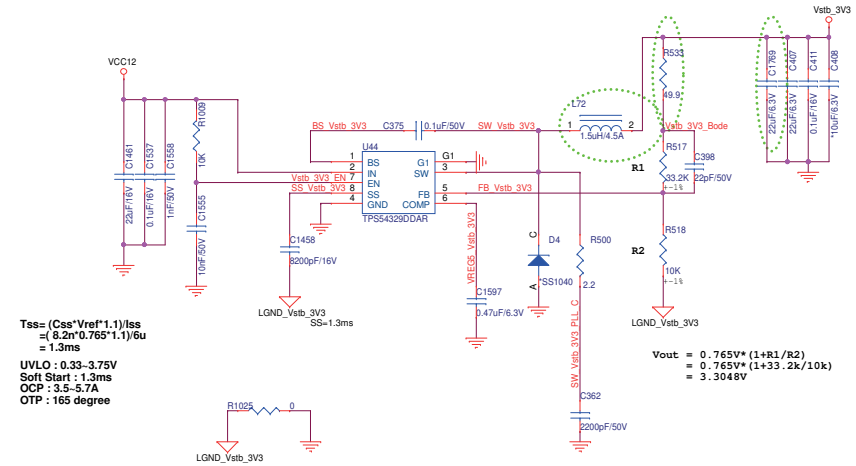 Vstb_3V3
VCC12
R533
49.9
C1769
22uF/6.3V
C407
22uF/6.3V
C411
0.1uF/16V
C408
*10uF/6.3V
R1009
10K
L72
1 2
1.5uH/4.5A
Vstb_3V3_Bode
BS_Vstb_3V3
C375
0.1uF/50V
SW_Vstb_3V3
C1461
22uF/16V
C1537
0.1uF/16V
C1558
1nF/50V
U44
1 BS
2 IN
7 EN
8 SS
4 GND
G1 G1
SW 3
FB 5
COMP 6
TPS54329DDAR
Vstb_3V3_EN
SS_Vstb_3V3
FB_Vstb_3V3
R1
R517
33.2K
+-1%
C398
22pF/50V
C1555
10nF/50V
C1458
8200pF/16V
LGND_Vstb_3V3
SS=1.3ms
VREG5_Vstb_3V3
C1597
0.47uF/6.3V
C
D4
A
*SS1040
R500
2.2
R2
R518
10K
+-1%
LGND_Vstb_3V3
SW_Vstb_3V3_PLL_C
C362
2200pF/50V
Tss= (Css*Vref*1.1)/Iss
=( 8.2n*0.765*1.1)/6u
= 1.3ms
UVLO : 0.33~3.75V
Soft Start : 1.3ms
OCP : 3.5~5.7A
OTP : 165 degree
Vout = 0.765V*(1+R1/R2)
= 0.765V*(1+33.2k/10k)
= 3.3048V
R1025
0
LGND_Vstb_3V3